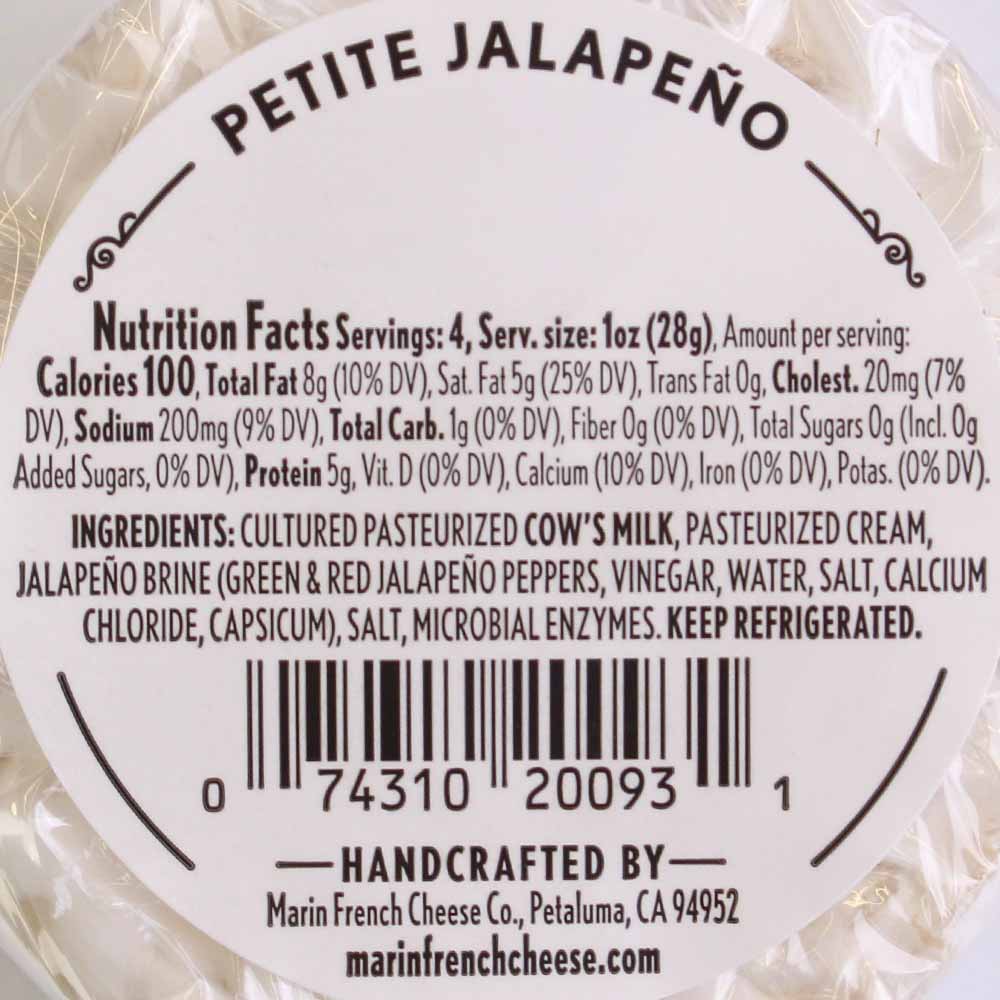 PETITE JALAPEÑO
Nutrition Facts Servings: 4, Serv. size: 1oz (28g), Amount per serving:
Calories 100, Total Fat 8g (10% DV), Sat. Fat 5g (25% DV), Trans Fat 0g, Cholest. 20mg (7%
DV), Sodium 200mg (9% DV), Total Carb. 1g (0% DV), Fiber 0g (0% DV), Total Sugars 0g (Incl. 0g
Added Sugars, 0% DV), Protein 5g, Vit. D (0% DV), Calcium (10% DV), Iron (0% DV), Potas. (0% DV).
INGREDIENTS: CULTURED PASTEURIZED COW'S MILK, PASTEURIZED CREAM,
JALAPEÑO BRINE (GREEN & RED JALAPEÑO PEPPERS, VINEGAR, WATER, SALT, CALCIUM
CHLORIDE, CAPSICUM), SALT, MICROBIAL ENZYMES. KEEP REFRIGERATED.
0 74310 20093 1
HANDCRAFTED BY
Marin French Cheese Co., Petaluma, CA 94952
marinfrenchcheese.com